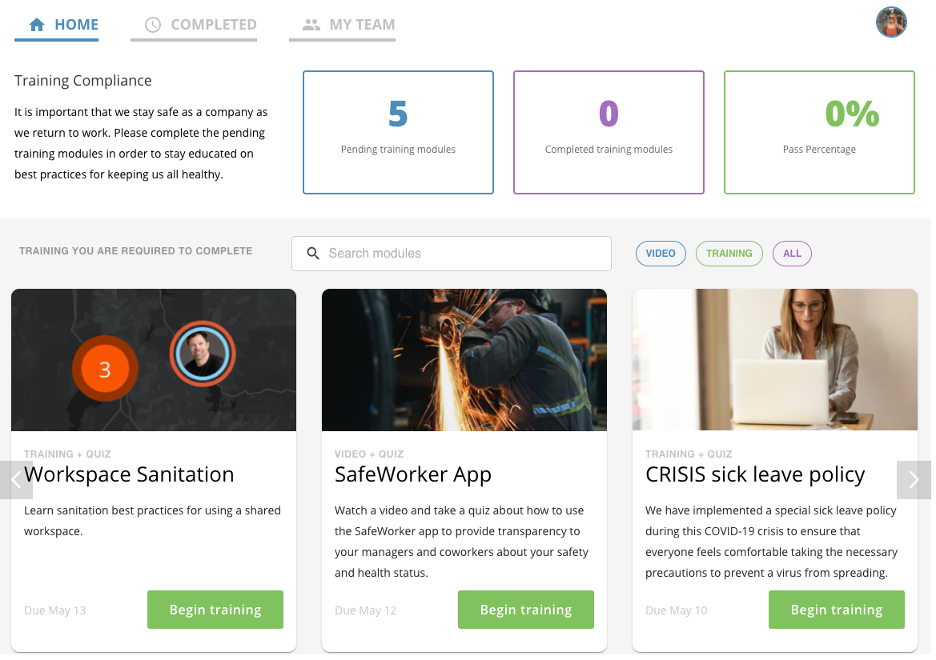 HOME
COMPLETED
MY TEAM
Training Compliance
It is important that we stay safe as a company as
we return to work. Please complete the pending
training modules in order to stay educated on
best practices for keeping us all healthy.
5
Pending training modules
0
Completed training modules
0%
Pass Percentage
TRAINING YOU ARE REQUIRED TO COMPLETE
Search modules
VIDEO
TRAINING
ALL
3
TRAINING + QUIZ
Workspace Sanitation
Learn sanitation best practices for using a shared
workspace.
Due May 13
Begin training
VIDEO + QUIZ
SafeWorker App
Watch a video and take a quiz about how to use
the SafeWorker app to provide transparency to
your managers and coworkers about your safety
and health status.
Due May 12
Begin training
TRAINING + QUIZ
CRISIS sick leave policy
We have implemented a special sick leave policy
during this COVID-19 crisis to ensure that
everyone feels comfortable taking the necessary
precautions to prevent a virus from spreading.
Due May 10
Begin training